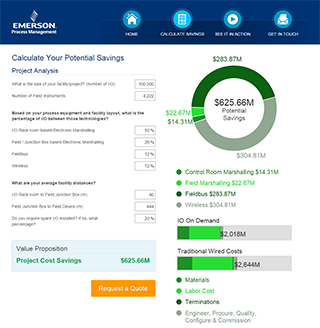 EMERSON
Process Management
HOME
CALCULATE SAVINGS
SEE IT IN ACTION
GET IN TOUCH
Calculate Your Potential Savings
Project Analysis
What is the size of your facility/project? (Number of I/O)
100,000
Number of Field Instruments
4,222
Based on your process equipment and facility layout, what is the
percentage of I/O between those technologies?
I/O Rack room based-Electronic Marshalling
50 %
Field / Junction Box based-Electronic Marshalling
Fieldbus
10 %
Wireless
What are your average facility distances?
I/O Rack Room to Field Junction Box (m)
Field Junction Box to Field Device (m)
444
Do you require spare I/O installed? If so, what
percentage?
20%
Value Proposition
Project Cost Savings
$625.66M
Request a Quote
$283.87M
$22.67M
$14.31M
$625.66M
Potential
Savings
$304.81M
Control Room Marshalling $14.31M
Field Marshalling $22.67M
Fieldbus $283.87M
Wireless $304.81M
IO On Demand
$2,018M
Traditional Wired Costs
$2,644M
Materials
Labor Cost
Terminations
Engineer, Procure, Quality,
Configure & Commission